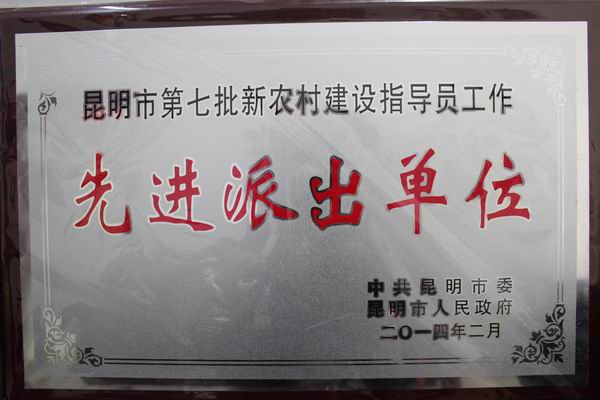 昆明市第七批新农村建设指导员工作
先进派出单位
中共昆明市委
昆明市人民政府
二〇一四年二月